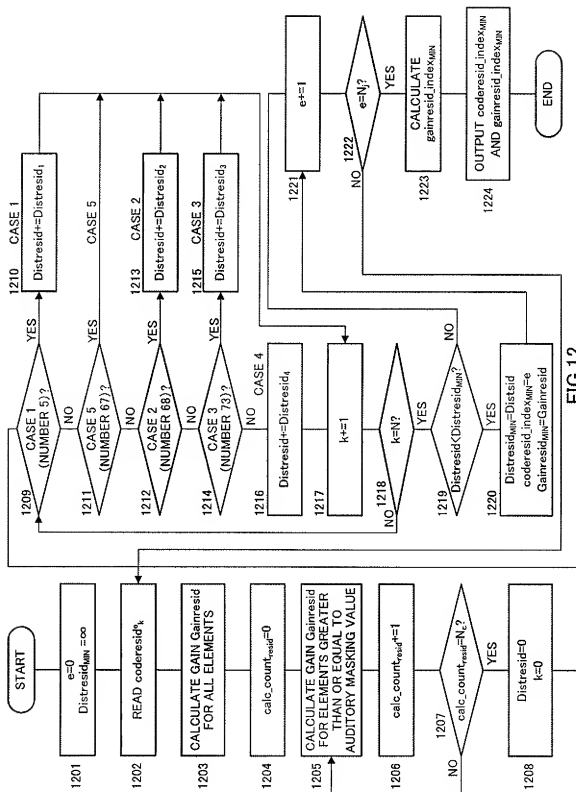 START
1201
e=0
Distresid_MIN=∞
1202
READ coderesid^e_k
1203
CALCULATE GAIN Gainresid
FOR ALL ELEMENTS
1204
calc_count_resid=0
1205
CALCULATE GAIN Gainresid
FOR ELEMENTS GREATER
THAN OR EQUAL TO
AUDITORY MASKING VALUE
1206
calc_count_resid+=1
1207
calc_count_resid=N_c?
NO
YES
1208
Distresid=0
k=0
1209
CASE 1
(NUMBER 5)?
YES
NO
1210
CASE 1
Distresid+=Distresid_1
1211
CASE 5
(NUMBER 67)?
YES
NO
CASE 5
1212
CASE 2
(NUMBER 68)?
YES
NO
1213
CASE 2
Distresid+=Distresid_2
1214
CASE 3
(NUMBER 73)?
YES
NO
1215
CASE 3
Distresid+=Distresid_3
1216
CASE 4
Distresid+=Distresid_4
1217
k+=1
1218
k=N?
NO
YES
1219
Distresid<Distresid_MIN?
NO
YES
1220
Distresid_MIN=Distsid
coderesid_index_MIN=e
Gainresid_MIN=Gainresid
1221
e+=1
1222
e=N_j?
NO
YES
1223
CALCULATE
gainresid_index_MIN
1224
OUTPUT coderesid_index_MIN
AND gainresid_index_MIN
END
FIG.12